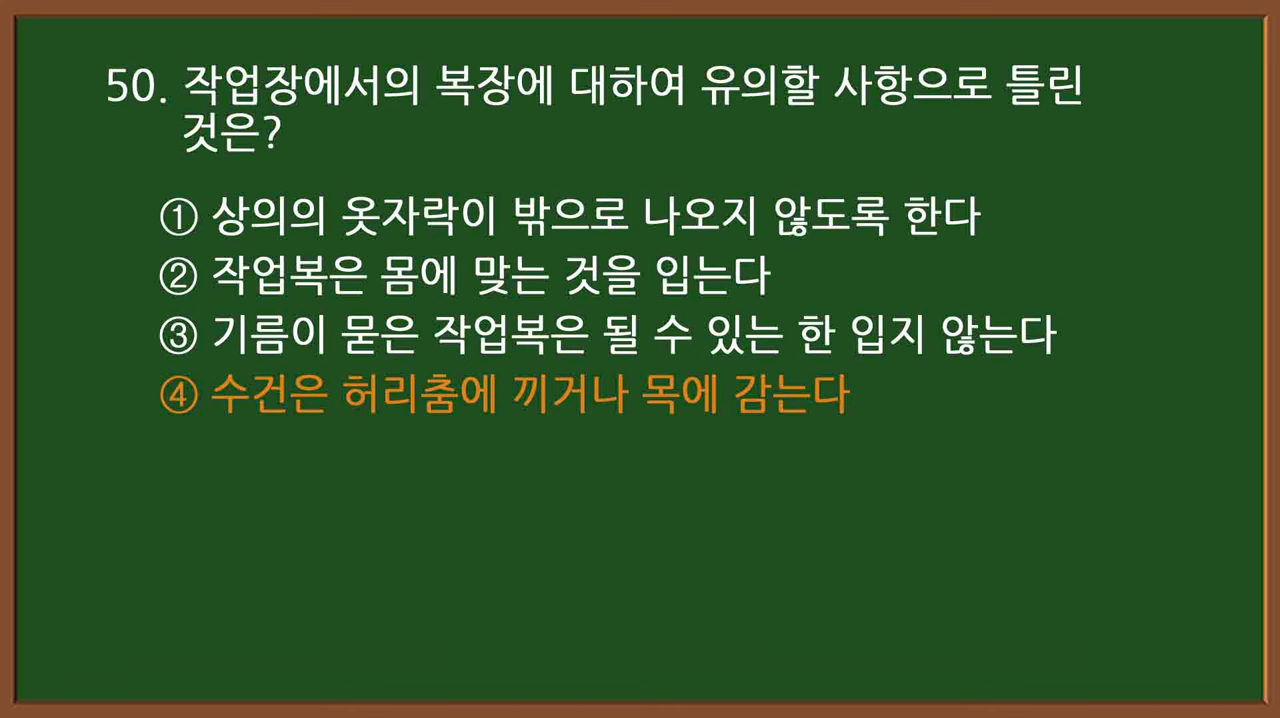 50. 작업장에서의 복장에 대하여 유의할 사항으로 틀린
것은?
① 상의의 옷자락이 밖으로 나오지 않도록 한다
② 작업복은 몸에 맞는 것을 입는다
③ 기름이 묻은 작업복은 될 수 있는 한 입지 않는다
④ 수건은 허리춤에 끼거나 목에 감는다